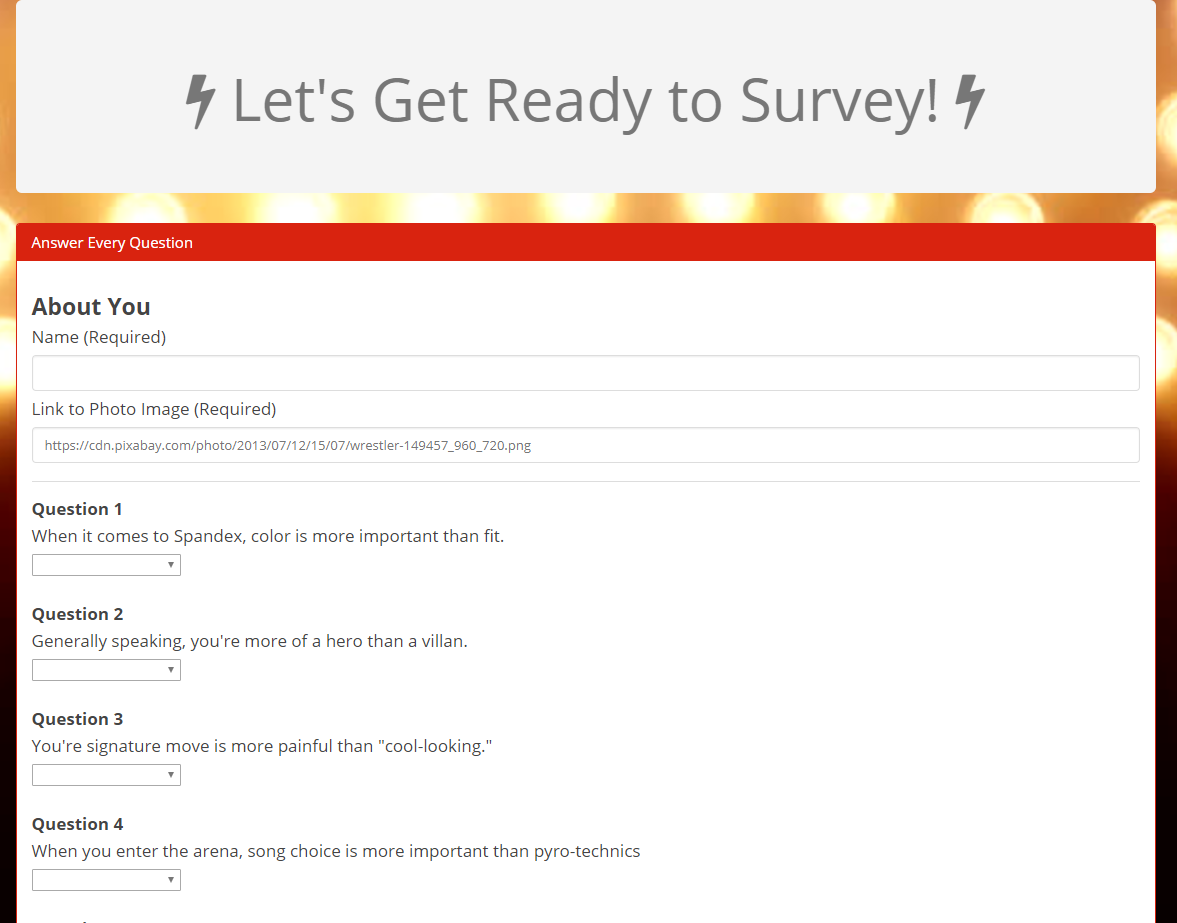 Let's Get Ready to Survey!
Answer Every Question
About You
Name (Required)
Link to Photo Image (Required)
https://cdn.pixabay.com/photo/2013/07/12/15/07/wrestler-149457_960_720.png
Question 1
When it comes to Spandex, color is more important than fit.
Question 2
Generally speaking, you're more of a hero than a villan.
Question 3
You're signature move is more painful than "cool-looking."
Question 4
When you enter the arena, song choice is more important than pyro-technics